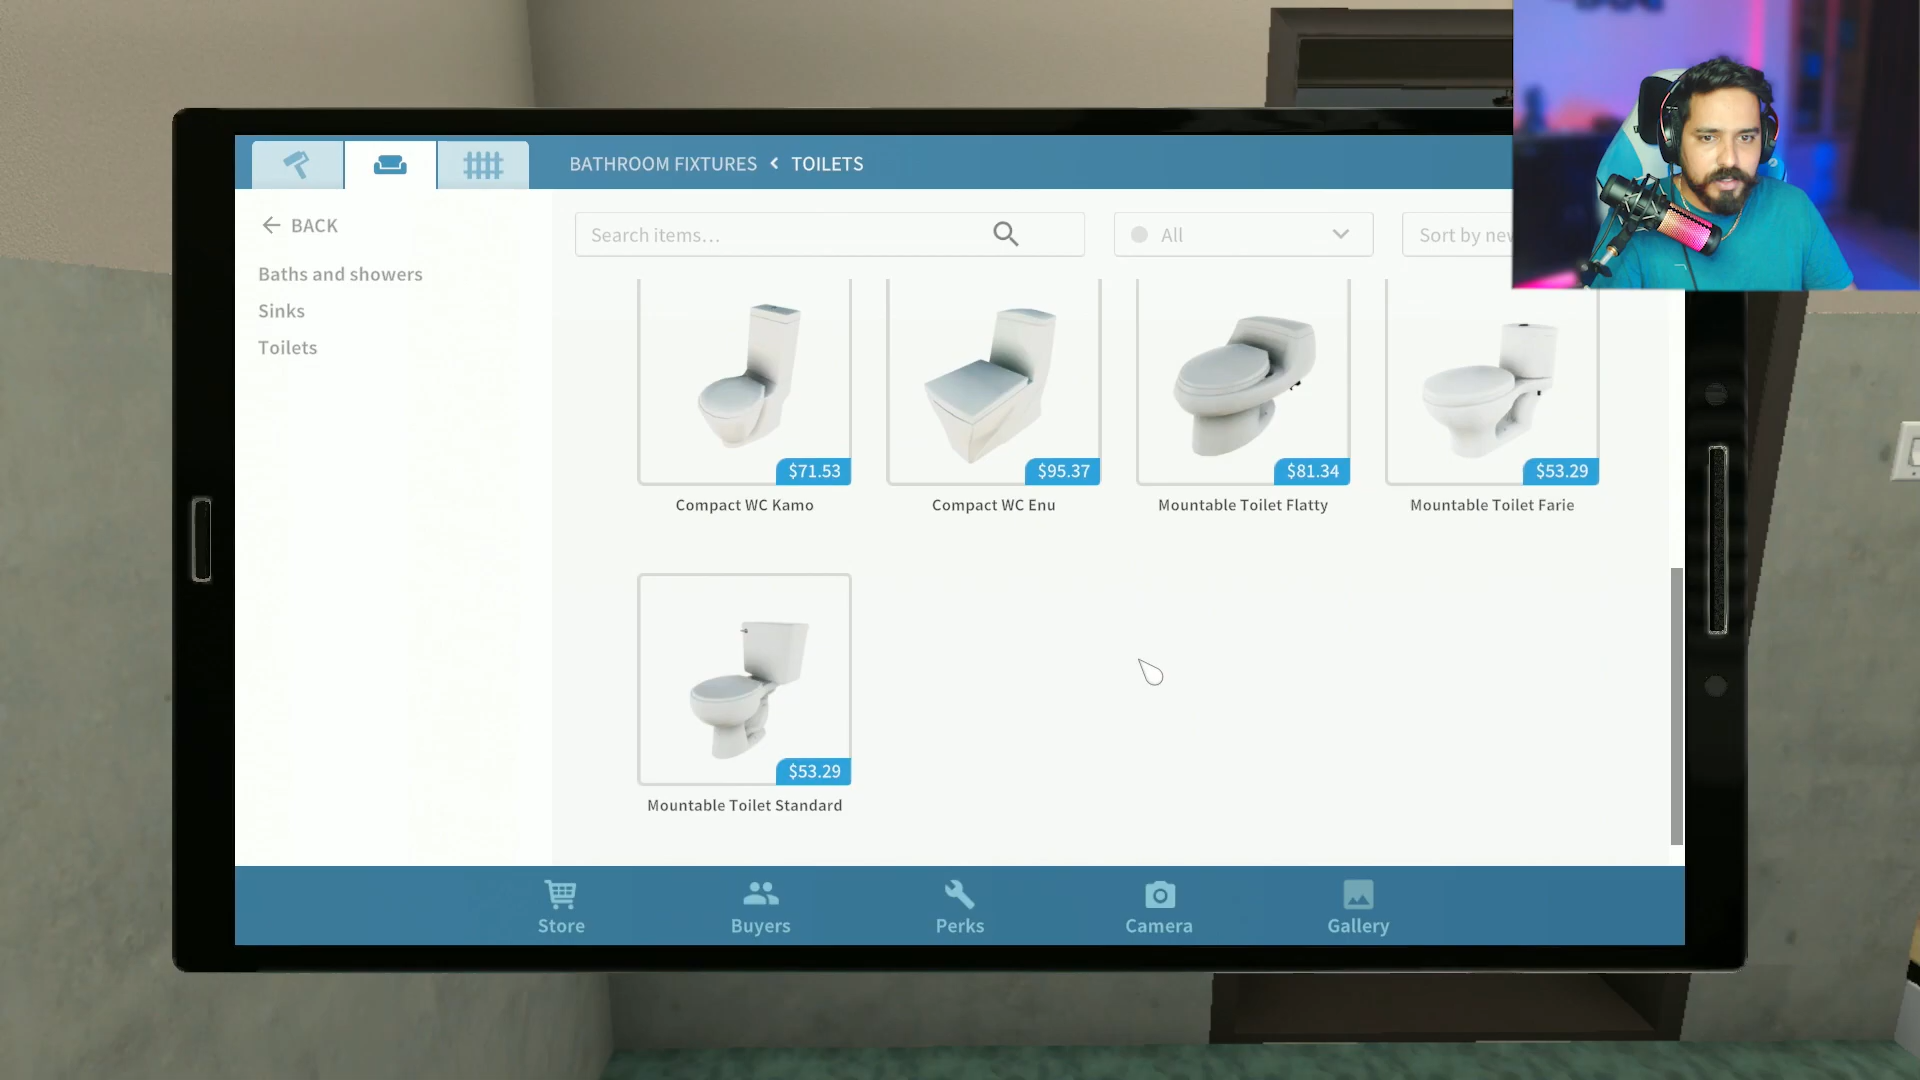 BATHROOM FIXTURES < TOILETS
BACK
Search items...
All
Sort by
Baths and showers
Sinks
Toilets
$71.53
$95.37
$81.34
$53.29
Compact WC Kamo
Compact WC Enu
Mountable Toilet Flatty
Mountable Toilet Farie
$53.29
Mountable Toilet Standard
Store
Buyers
Perks
Camera
Gallery